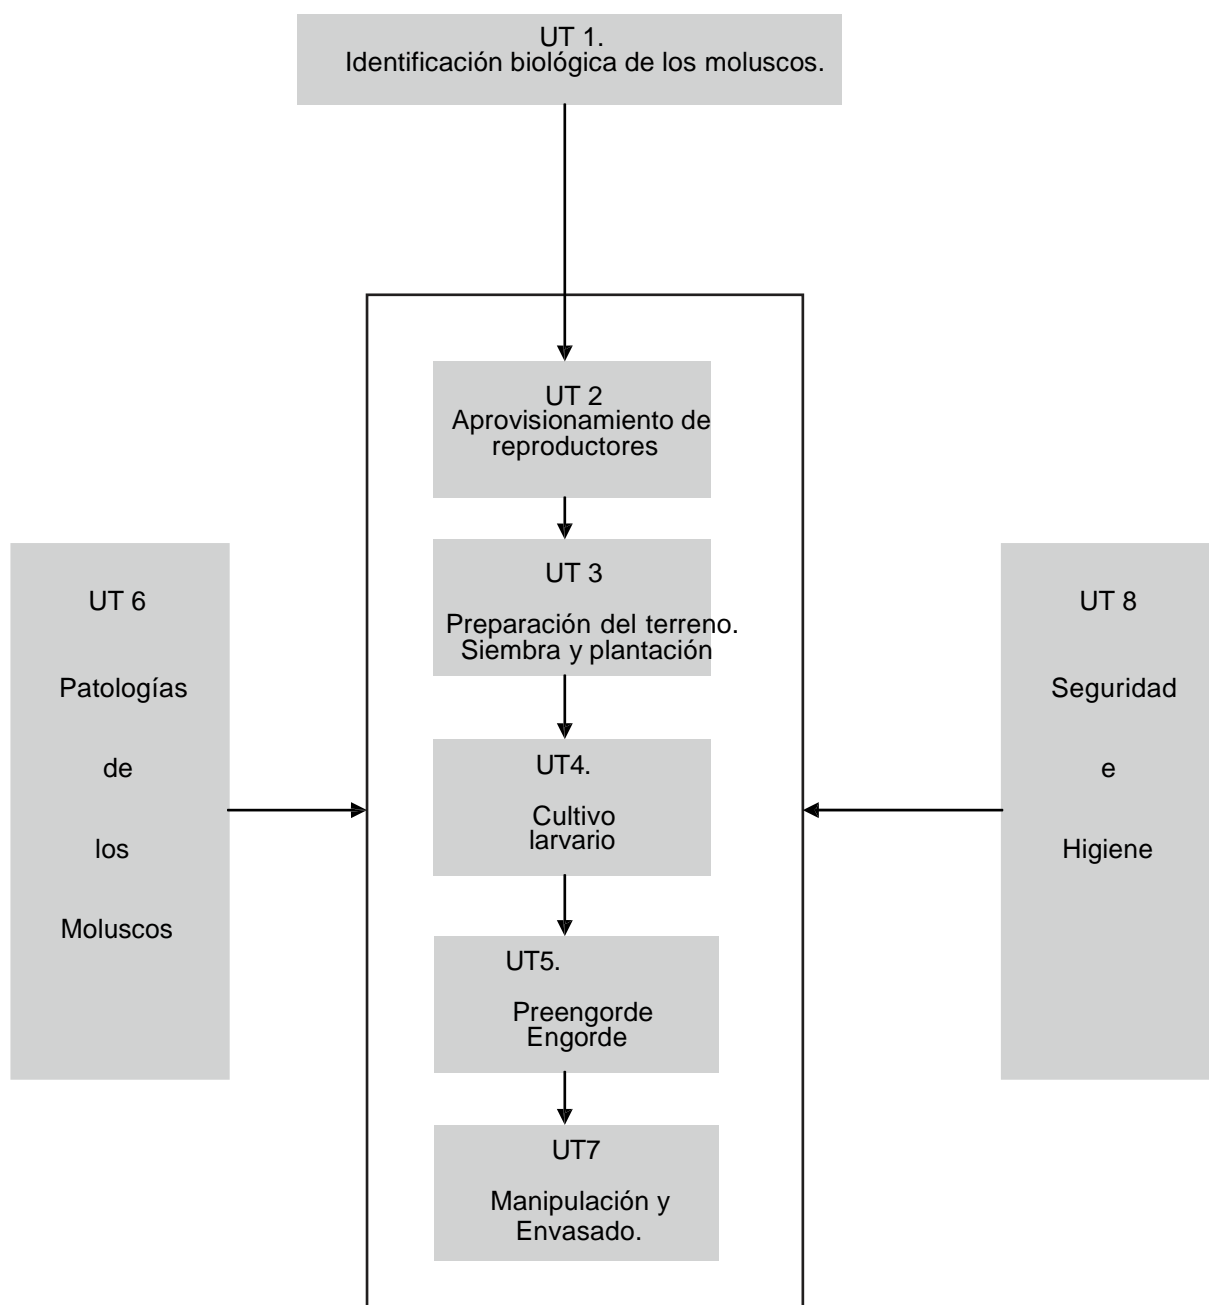 UT 1.
Identificación biológica de los moluscos.
UT 2
Aprovisionamiento de
reproductores
UT 3
Preparación del terreno.
Siembra y plantación
UT 6
Patologías
de
los
Moluscos
UT4.
Cultivo
larvario
UT5.
Preengorde
Engorde
UT7
Manipulación y
Envasado.
UT 8
Seguridad
e
Higiene